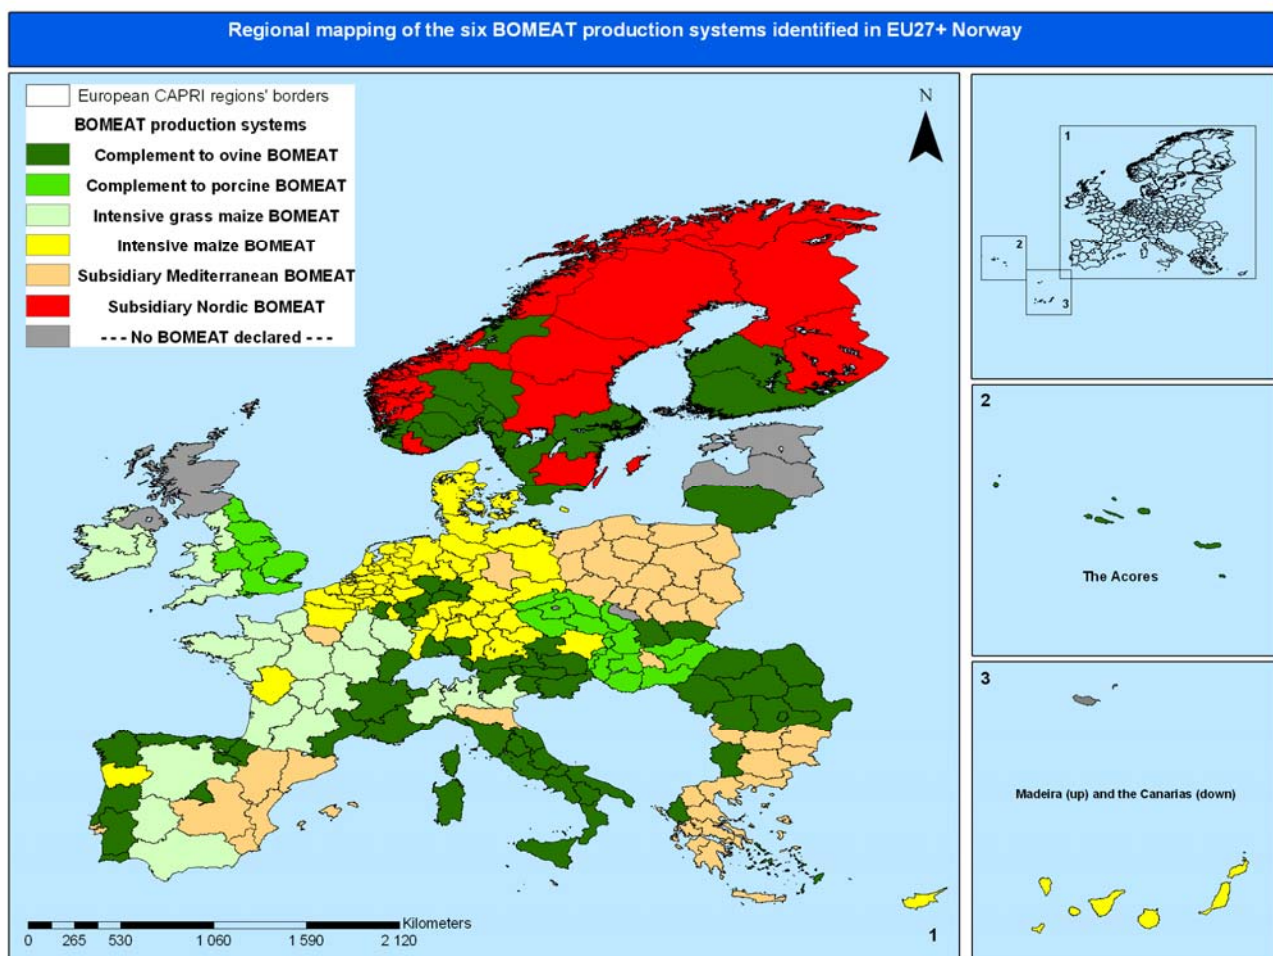 Regional mapping of the six BOMEAT production systems identified in EU27+ Norway
European CAPRI regions' borders
BOMEAT production systems
Complement to ovine BOMEAT
Complement to porcine BOMEAT
Intensive grass maize BOMEAT
Intensive maize BOMEAT
Subsidiary Mediterranean BOMEAT
Subsidiary Nordic BOMEAT
- - - No BOMEAT declared - - -
N
Kilometers
0 265 530 1 060 1 590 2 120
1
1
2
3
2
The Acores
3
Madeira (up) and the Canarias (down)